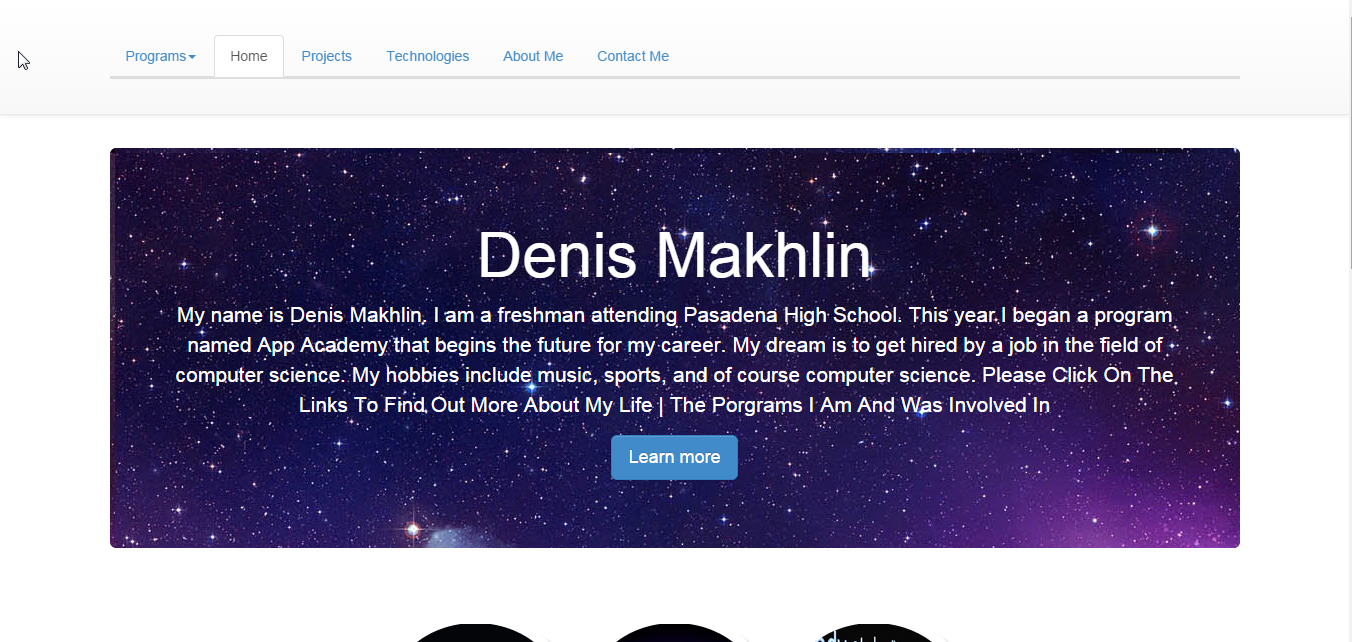 Programs Home Projects Technologies About Me Contact Me
Denis Makhlin
My name is Denis Makhlin. I am a freshman attending Pasadena High School. This year I began a program
named App Academy that begins the future for my career. My dream is to get hired by a job in the field of
computer science. My hobbies include music, sports, and of course computer science. Please Click On The
Links To Find Out More About My Life | The Porgrams I Am And Was Involved In
Learn more